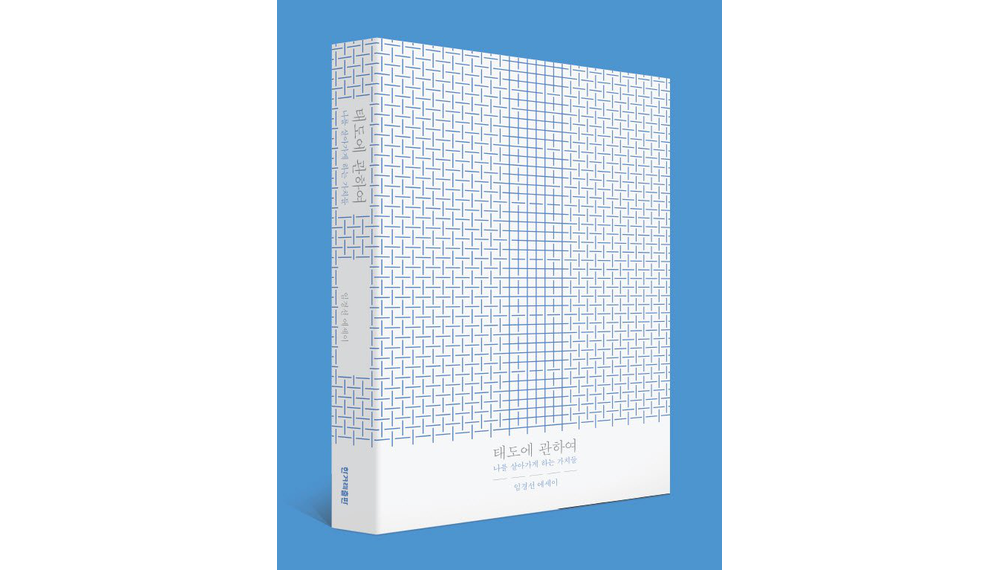 태도에 관하여
나를 살아가게 하는 가치들
임경선 에세이
한겨레출판
태도에 관하여
나를 살아가게 하는 가치들
임경선 에세이